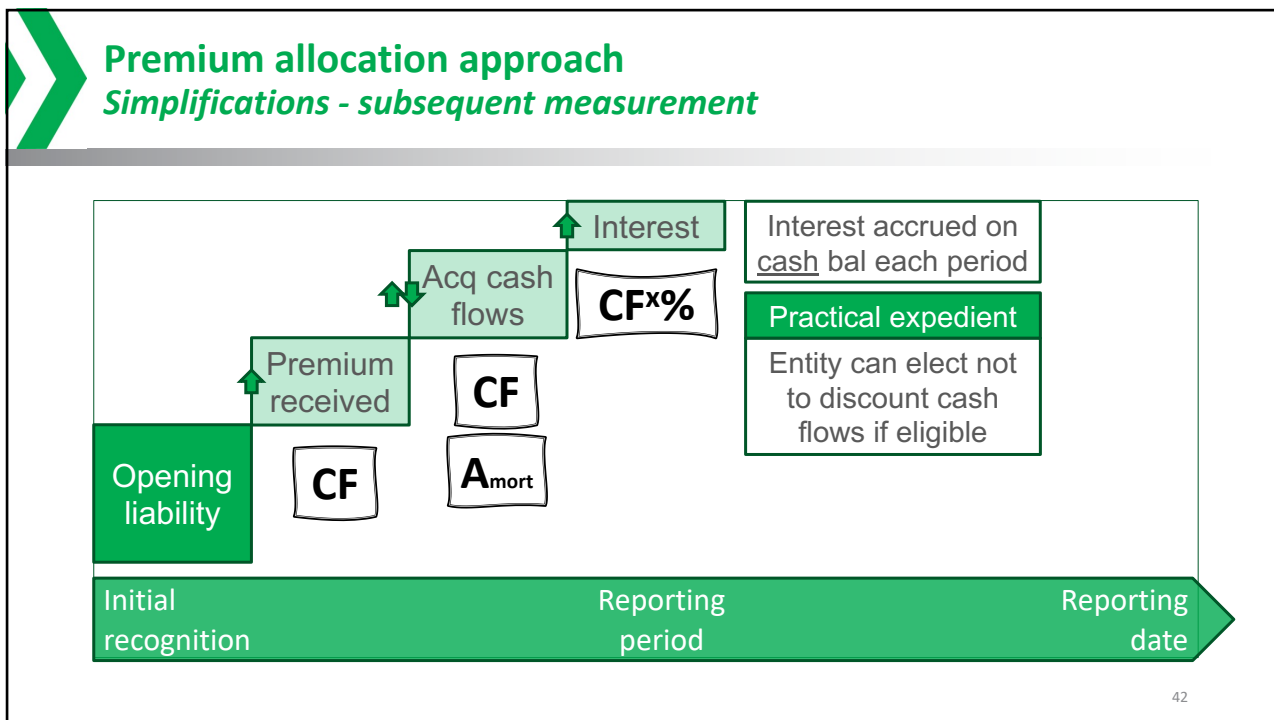 Premium allocation approach
Simplifications - subsequent measurement
Interest
Interest accrued on
cash bal each period
Acq cash
flows
CFx%
Practical expedient
Entity can elect not
to discount cash
flows if eligible
Premium
received
CF
Amort
Opening
liability
CF
Initial
recognition
Reporting
period
Reporting
date
42